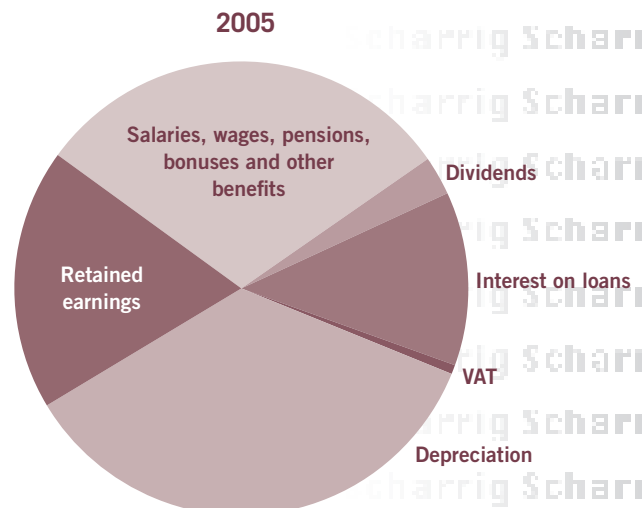 2005
Salaries, wages, pensions,
bonuses and other
benefits
Dividends
Retained
earnings
Interest on loans
VAT
Depreciation